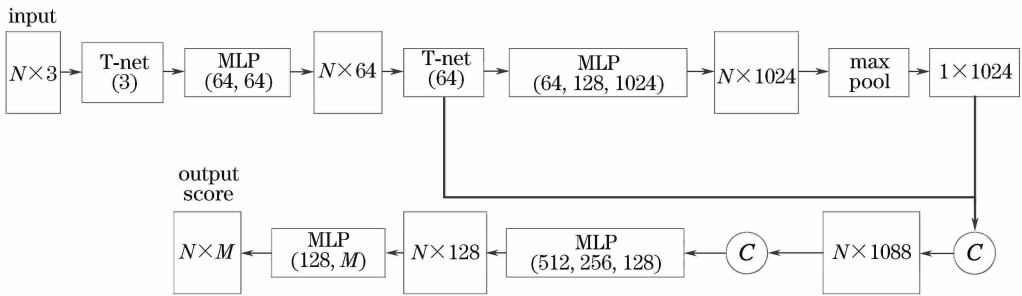 input
N×3
T-net
(3)
MLP
(64, 64)
N×64
T-net
(64)
MLP
(64, 128, 1024)
N×1024
max
pool
1×1024
output
score
N×M
MLP
(128, M)
N×128
MLP
(512, 256, 128)
C
N×1088
C